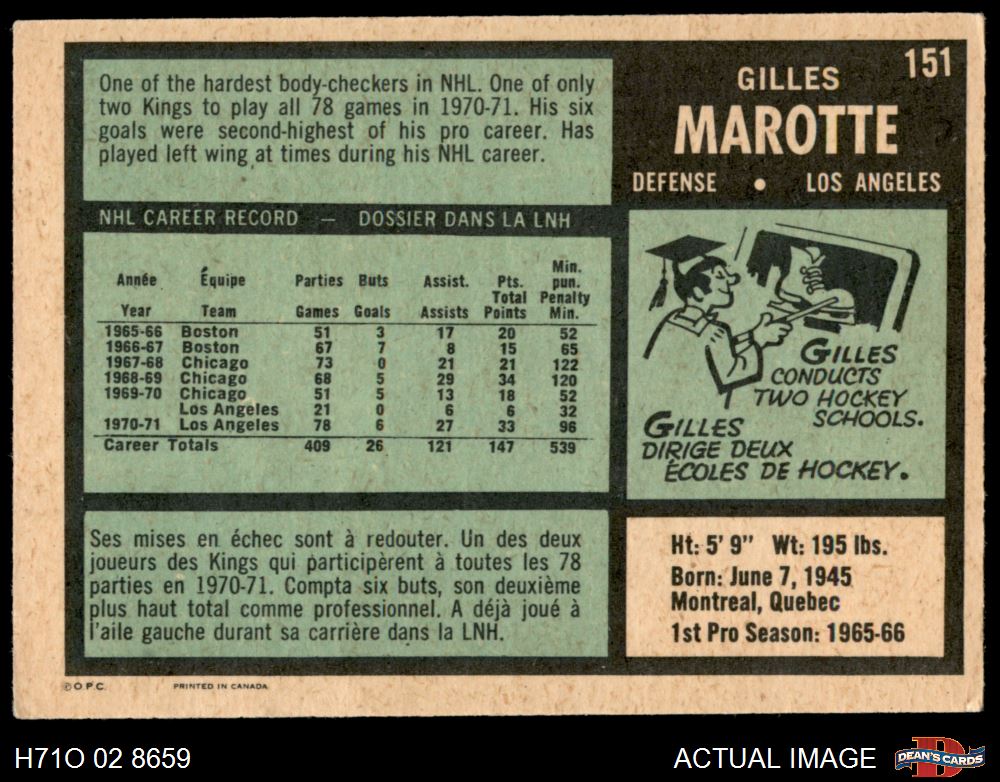 151
GILLES
MAROTTE
DEFENSE • LOS ANGELES
One of the hardest body-checkers in NHL. One of only
two Kings to play all 78 games in 1970-71. His six
goals were second-highest of his pro career. Has
played left wing at times during his NHL career.
NHL CAREER RECORD — DOSSIER DANS LA LNH
Année Équipe Parties Buts Assist. Pts. Min. pun.
Year Team Games Goals Assists Total Points Penalty Min.
1965-66 Boston 51 3 17 20 52
1966-67 Boston 67 7 8 15 65
1967-68 Chicago 73 0 21 21 122
1968-69 Chicago 68 5 29 34 120
1969-70 Chicago 51 5 13 18 52
Los Angeles 21 0 6 6 32
1970-71 Los Angeles 78 6 27 33 96
Career Totals 409 26 121 147 539
GILLES
CONDUCTS
TWO HOCKEY
SCHOOLS.
GILLES
DIRIGE DEUX
ÉCOLES DE HOCKEY.
Ses mises en échec sont à redouter. Un des deux
joueurs des Kings qui participèrent à toutes les 78
parties en 1970-71. Compta six buts, son deuxième
plus haut total comme professionnel. A déjà joué à
l'aile gauche durant sa carrière dans la LNH.
Ht: 5' 9" Wt: 195 lbs.
Born: June 7, 1945
Montreal, Quebec
1st Pro Season: 1965-66
© O.P.C. PRINTED IN CANADA
H71O 02 8659
ACTUAL IMAGE
D
DEAN'S CARDS